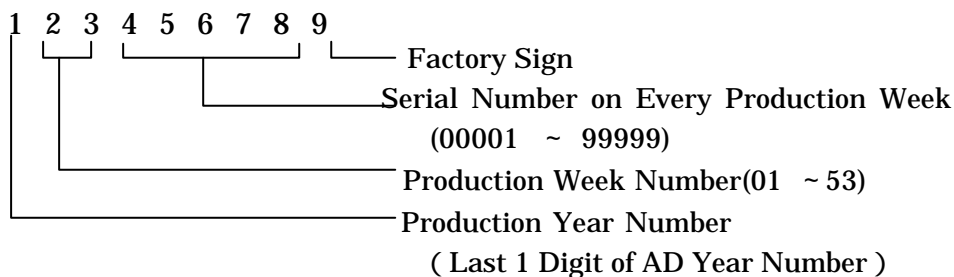 1 2 3 4 5 6 7 8 9
Factory Sign
Serial Number on Every Production Week
(00001 ~ 99999)
Production Week Number(01 ~ 53)
Production Year Number
( Last 1 Digit of AD Year Number )